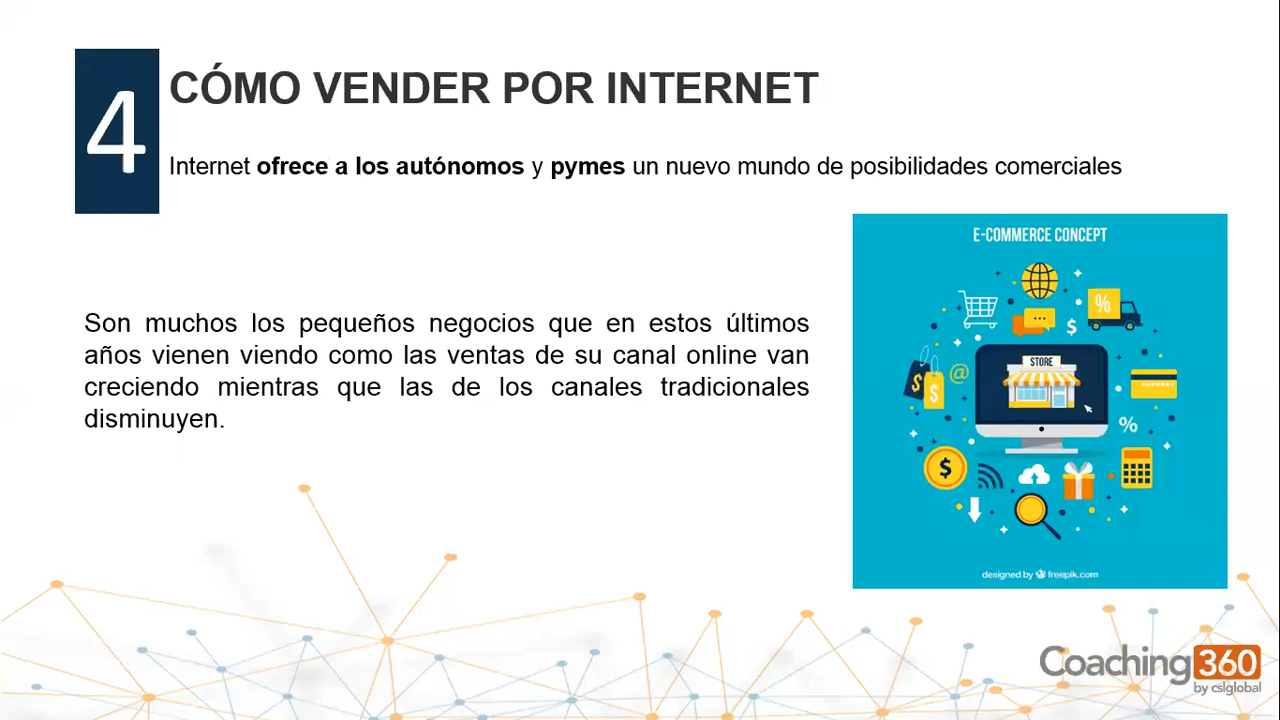 4
CÓMO VENDER POR INTERNET
Internet ofrece a los autónomos y pymes un nuevo mundo de posibilidades comerciales
Son muchos los pequeños negocios que en estos últimos
años vienen viendo como las ventas de su canal online van
creciendo mientras que las de los canales tradicionales
disminuyen.
E-COMMERCE CONCEPT
%
$
STORE
@
$
$
%
$
designed by freepik.com
Coaching 360
by cslglobal